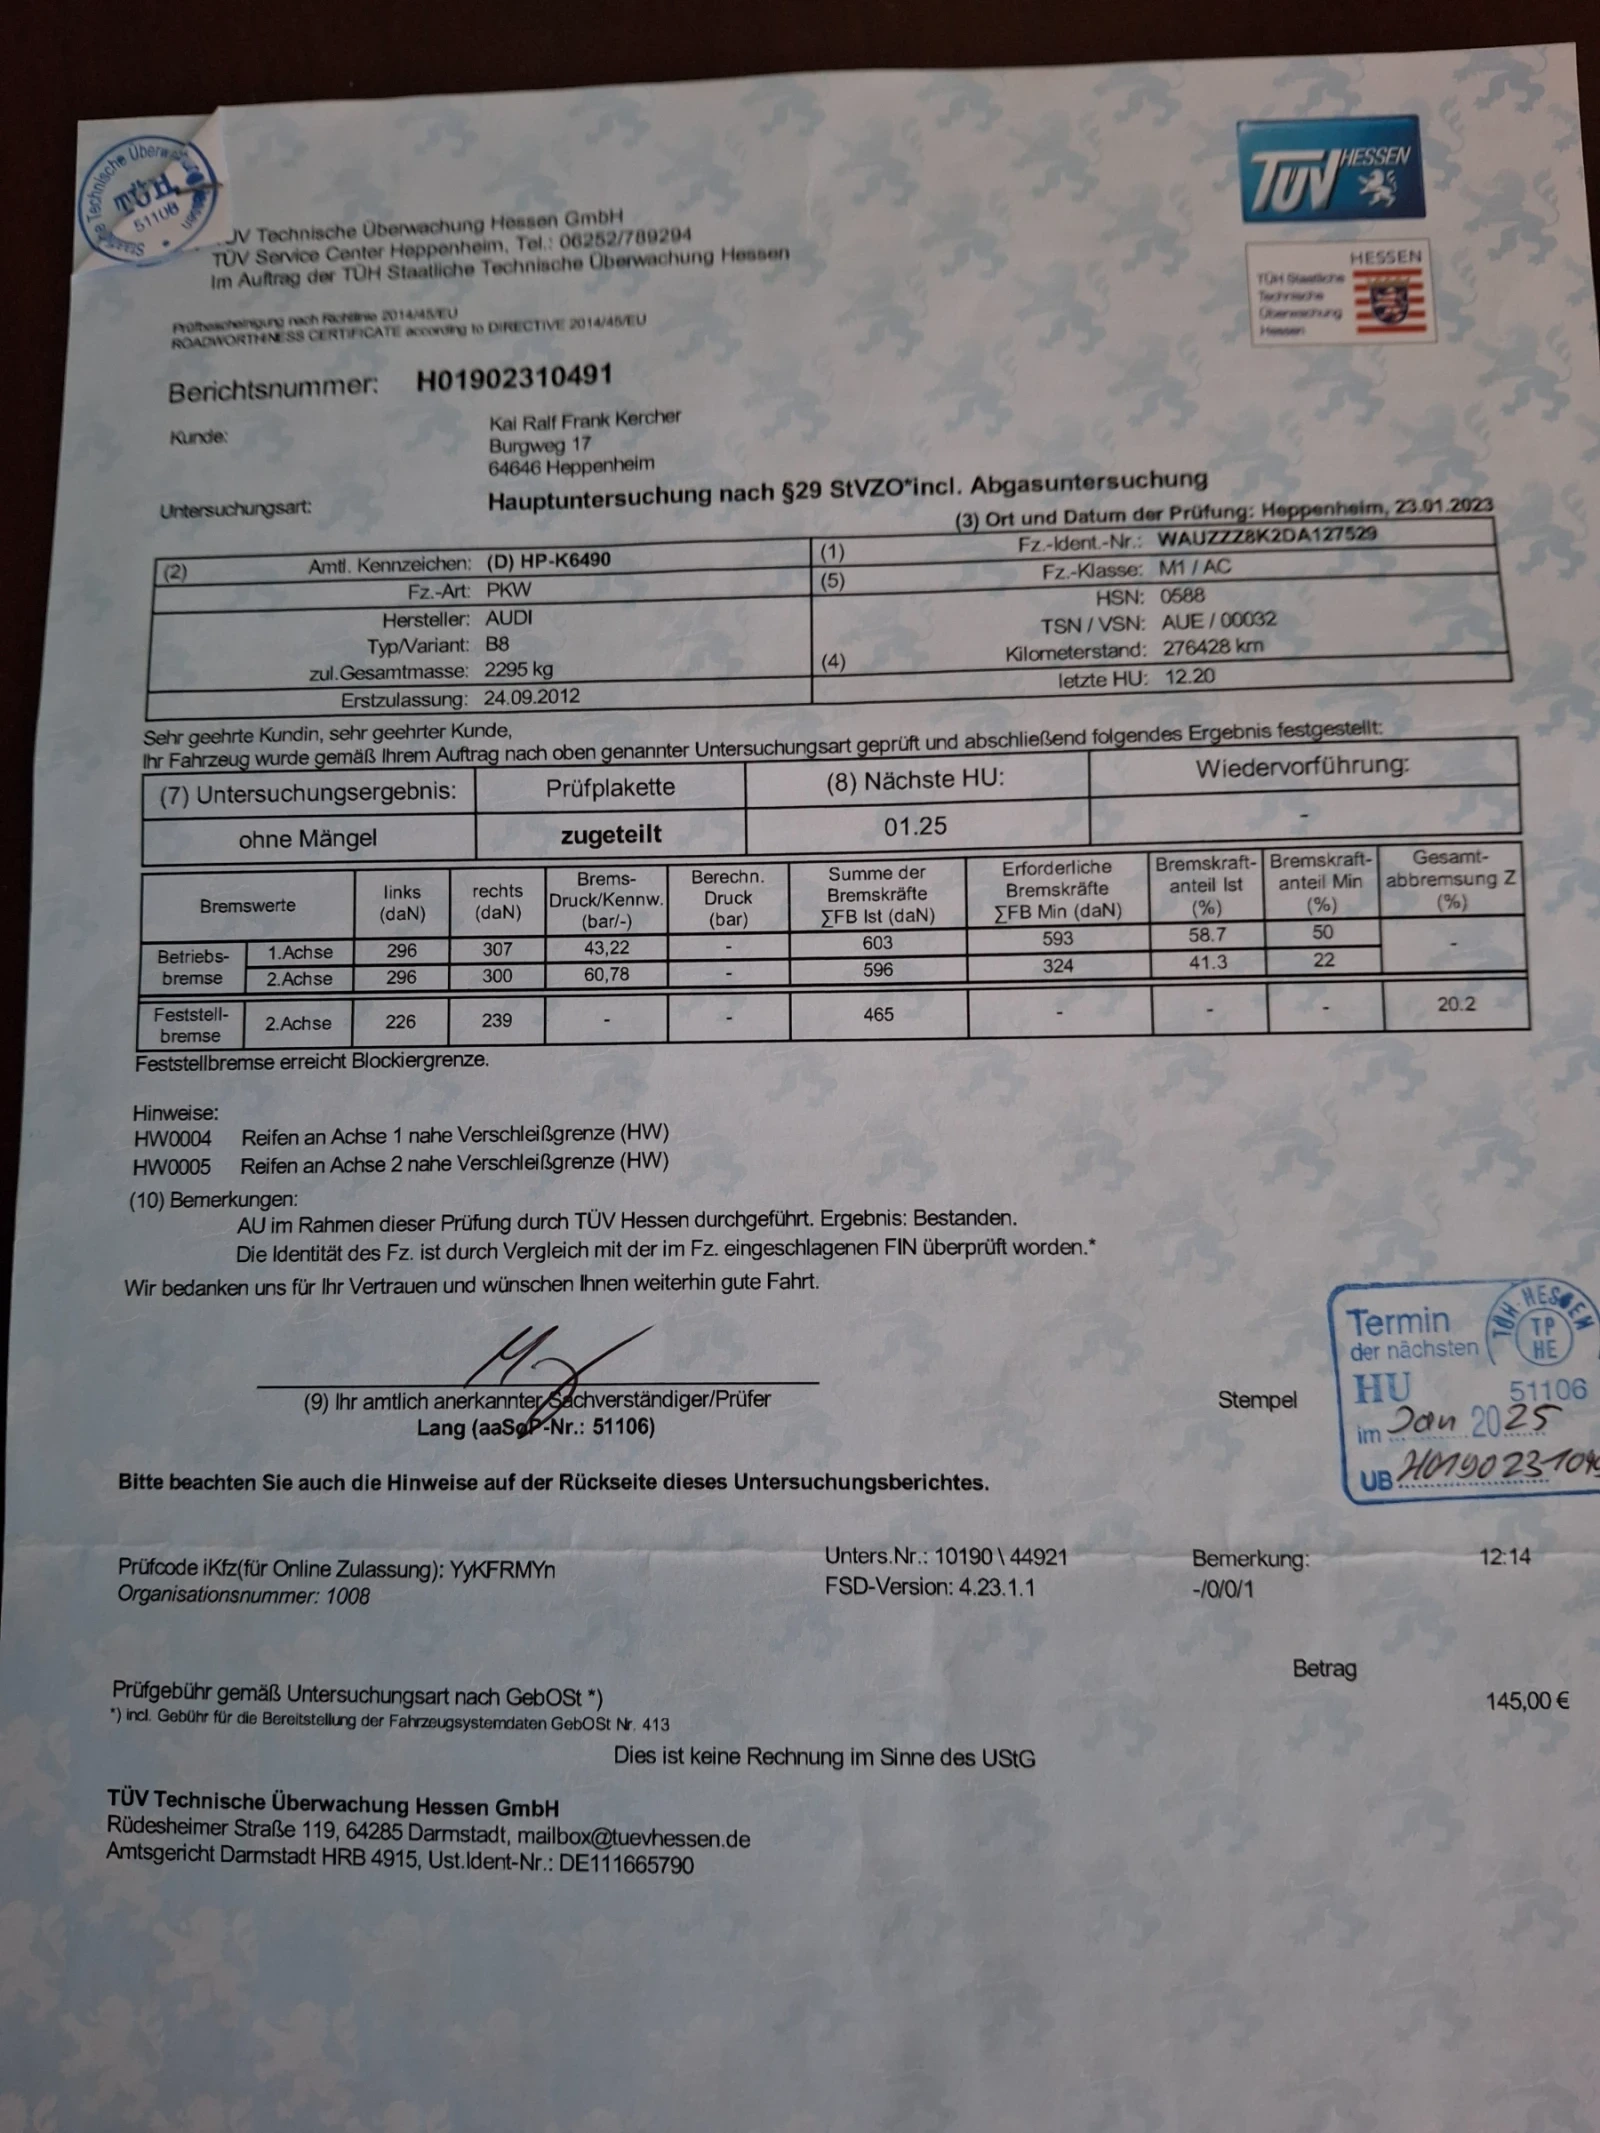 Staatliche Technische Überwachung Hessen
TÜH
51106
TÜV HESSEN
ÜV Technische Überwachung Hessen GmbH
TÜV Service Center Heppenheim, Tel.: 06252/789294
Im Auftrag der TÜH Staatliche Technische Überwachung Hessen
HESSEN
TÜH Staatliche
Technische
Überwachung
Hessen
Prüfbescheinigung nach Richtlinie 2014/45/EU
ROADWORTHINESS CERTIFICATE according to DIRECTIVE 2014/45/EU
Berichtsnummer: H01902310491
Kunde: Kai Ralf Frank Kercher
Burgweg 17
64646 Heppenheim
Untersuchungsart: Hauptuntersuchung nach §29 StVZO*incl. Abgasuntersuchung
(3) Ort und Datum der Prüfung: Heppenheim, 23.01.2023
(2) Amtl. Kennzeichen: (D) HP-K6490 (1) Fz.-Ident.-Nr.: WAUZZZ8K2DA127529
Fz.-Art: PKW (5) Fz.-Klasse: M1 / AC
Hersteller: AUDI HSN: 0588
Typ/Variant: B8 TSN / VSN: AUE / 00032
zul.Gesamtmasse: 2295 kg (4) Kilometerstand: 276428 km
Erstzulassung: 24.09.2012 letzte HU: 12.20
Sehr geehrte Kundin, sehr geehrter Kunde,
Ihr Fahrzeug wurde gemäß Ihrem Auftrag nach oben genannter Untersuchungsart geprüft und abschließend folgendes Ergebnis festgestellt:
(7) Untersuchungsergebnis: Prüfplakette (8) Nächste HU: Wiedervorführung:
ohne Mängel zugeteilt 01.25 -
Bremswerte links (daN) rechts (daN) Brems-Druck/Kennw. (bar/-) Berechn. Druck (bar) Summe der Bremskräfte ∑FB Ist (daN) Erforderliche Bremskräfte ∑FB Min (daN) Bremskraft-anteil Ist (%) Bremskraft-anteil Min (%) Gesamt-abbremsung Z (%)
Betriebs-bremse 1.Achse 296 307 43,22 - 603 593 58.7 50 -
2.Achse 296 300 60,78 - 596 324 41.3 22
Feststell-bremse 2.Achse 226 239 - - 465 - - - 20.2
Feststellbremse erreicht Blockiergrenze.
Hinweise:
HW0004 Reifen an Achse 1 nahe Verschleißgrenze (HW)
HW0005 Reifen an Achse 2 nahe Verschleißgrenze (HW)
(10) Bemerkungen:
AU im Rahmen dieser Prüfung durch TÜV Hessen durchgeführt. Ergebnis: Bestanden.
Die Identität des Fz. ist durch Vergleich mit der im Fz. eingeschlagenen FIN überprüft worden.*
Wir bedanken uns für Ihr Vertrauen und wünschen Ihnen weiterhin gute Fahrt.
(9) Ihr amtlich anerkannter Sachverständiger/Prüfer
Lang (aaSoP-Nr.: 51106)
Stempel
Termin
der nächsten
HU 51106
im Jan 2025
UB H0190231049
TÜH-HESSEN
TP
HE
Bitte beachten Sie auch die Hinweise auf der Rückseite dieses Untersuchungsberichtes.
Prüfcode iKfz(für Online Zulassung): YyKFRMYn Unters.Nr.: 10190 \ 44921 Bemerkung: 12:14
Organisationsnummer: 1008 FSD-Version: 4.23.1.1 -/0/0/1
Betrag
Prüfgebühr gemäß Untersuchungsart nach GebOSt *) 145,00 €
*) incl. Gebühr für die Bereitstellung der Fahrzeugsystemdaten GebOSt Nr. 413
Dies ist keine Rechnung im Sinne des UStG
TÜV Technische Überwachung Hessen GmbH
Rüdesheimer Straße 119, 64285 Darmstadt, mailbox@tuevhessen.de
Amtsgericht Darmstadt HRB 4915, Ust.Ident-Nr.: DE111665790